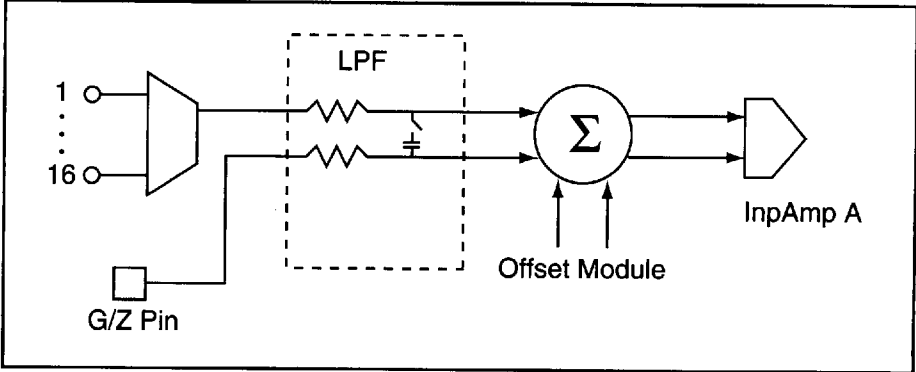 LPF
1
16
Σ
InpAmp A
Offset Module
G/Z Pin